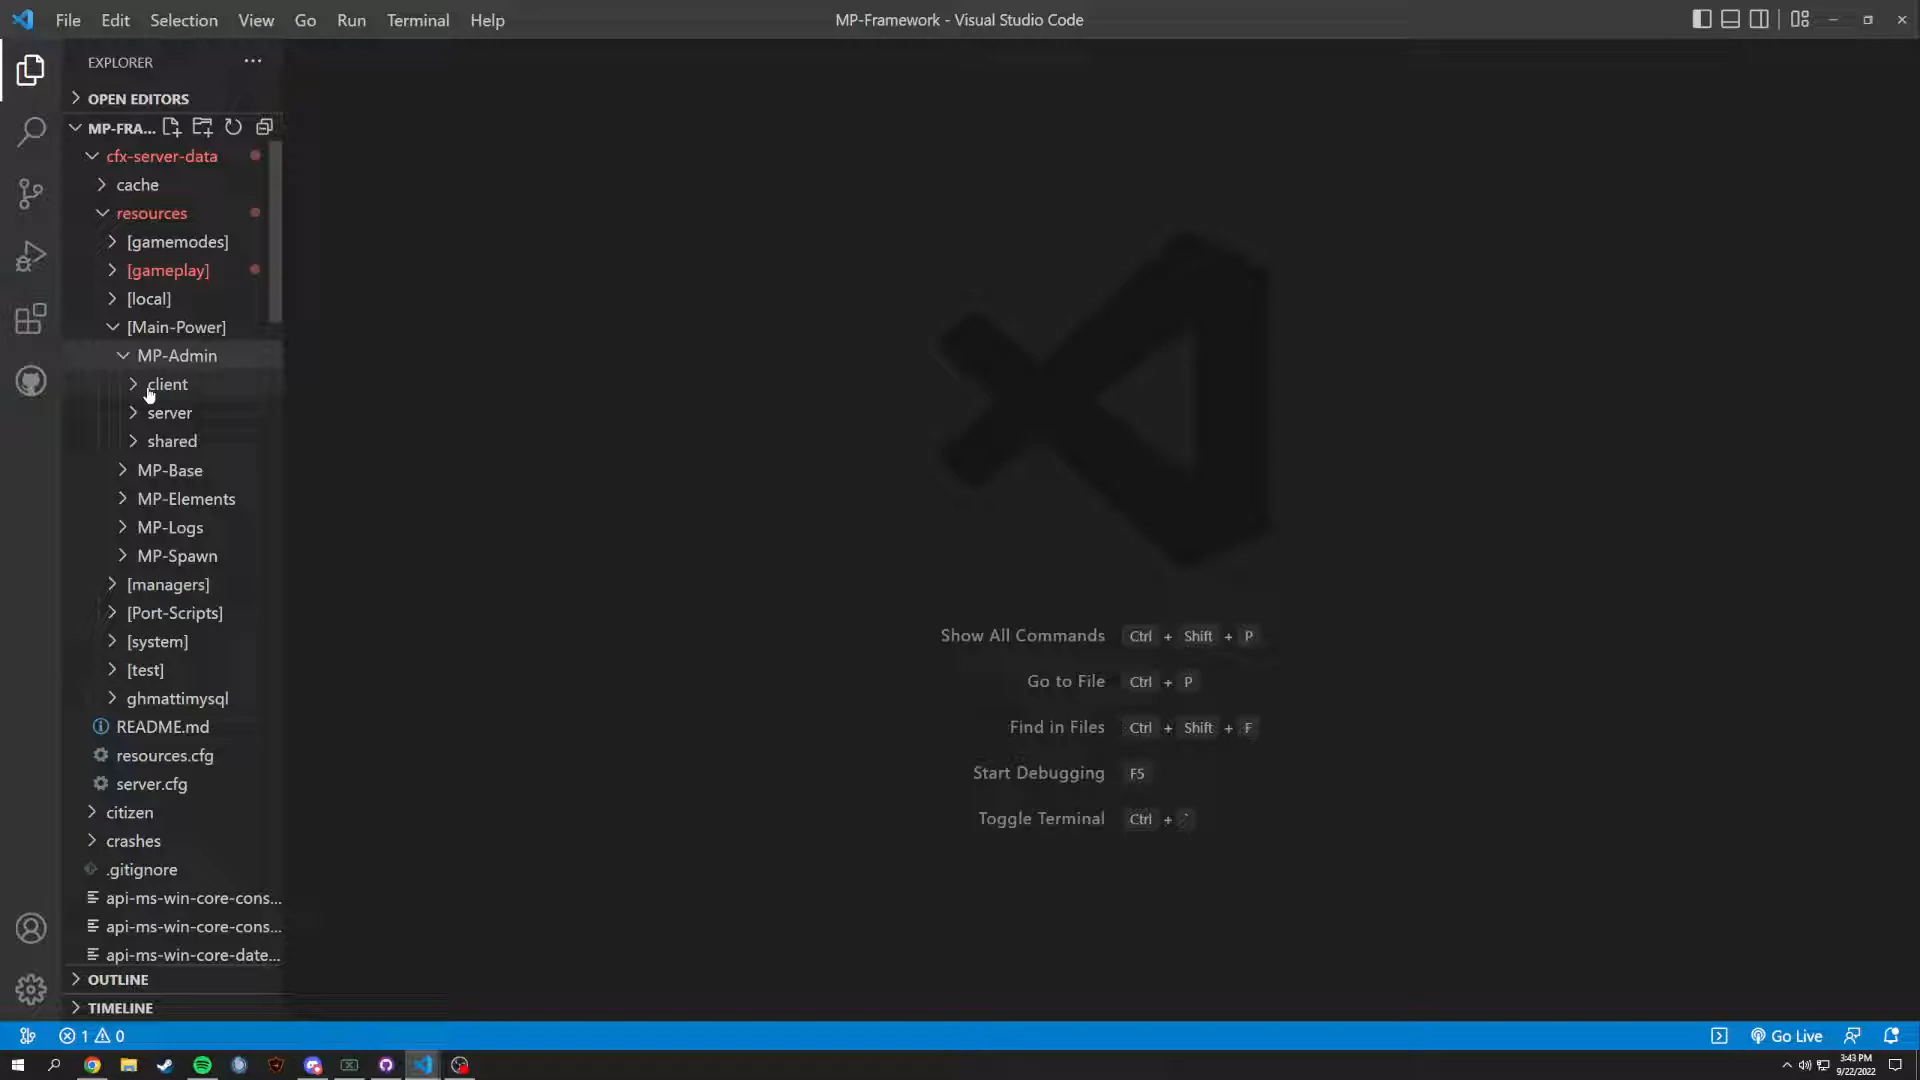 File Edit Selection View Go Run Terminal Help
MP-Framework - Visual Studio Code
EXPLORER
OPEN EDITORS
MP-FRA...
cfx-server-data
cache
resources
[gamemodes]
[gameplay]
[local]
[Main-Power]
MP-Admin
client
server
shared
MP-Base
MP-Elements
MP-Logs
MP-Spawn
[managers]
[Port-Scripts]
[system]
[test]
ghmattimysql
README.md
resources.cfg
server.cfg
citizen
crashes
.gitignore
api-ms-win-core-cons...
api-ms-win-core-cons...
api-ms-win-core-date...
OUTLINE
TIMELINE
Show All Commands Ctrl + Shift + P
Go to File Ctrl + P
Find in Files Ctrl + Shift + F
Start Debugging F5
Toggle Terminal Ctrl + `
1 0
Go Live
3:43 PM
9/22/2022